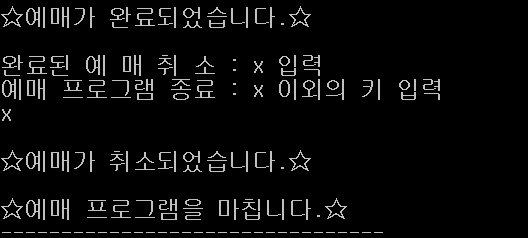 ☆예매가 완료되었습니다.☆
완료된 예 매 취 소 : x 입력
예매 프로그램 종료 : x 이외의 키 입력
x
☆예매가 취소되었습니다.☆
☆예매 프로그램을 마칩니다.☆
--------------------------------